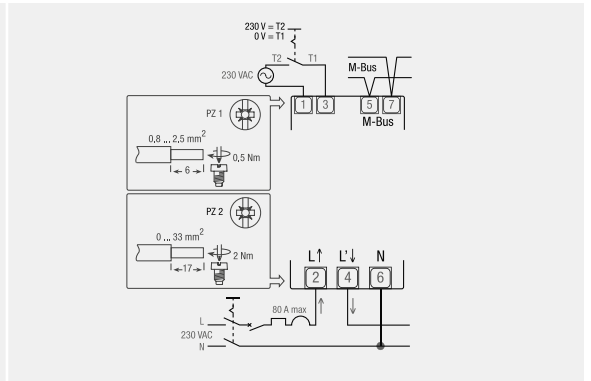 230 V = T2
0 V = T1
T2 T1
230 VAC
M-Bus
1 3 5 7
M-Bus
PZ 1
0,8 ... 2,5 mm²
6
0,5 Nm
PZ 2
0 ... 33 mm²
17
2 Nm
L↑ L'↓ N
2 4 6
80 A max
L
230 VAC
N